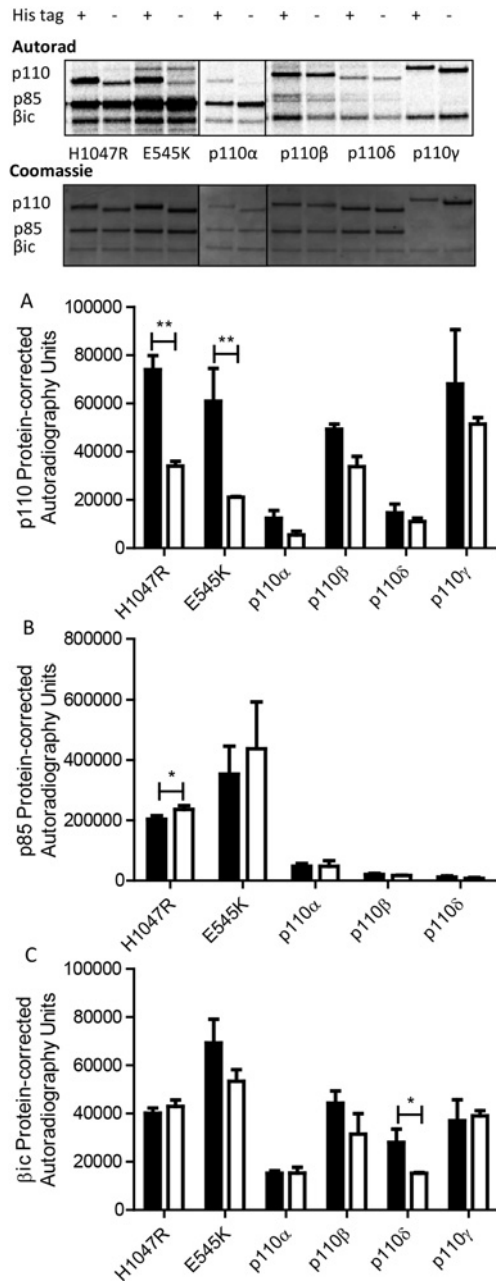 His tag + - + - + - + - + - + -
Autorad
p110
p85
βic
H1047R E545K p110α p110β p110δ p110γ
Coomassie
p110
p85
βic
A
p110 Protein-corrected
Autoradiography Units
100000
80000
60000
40000
20000
0
** **
H1047R E545K p110α p110β p110δ p110γ
B
p85 Protein-corrected
Autoradiography Units
800000
600000
400000
200000
0
*
H1047R E545K p110α p110β p110δ
C
βic Protein-corrected
Autoradiography Units
100000
80000
60000
40000
20000
0
*
H1047R E545K p110α p110β p110δ p110γ